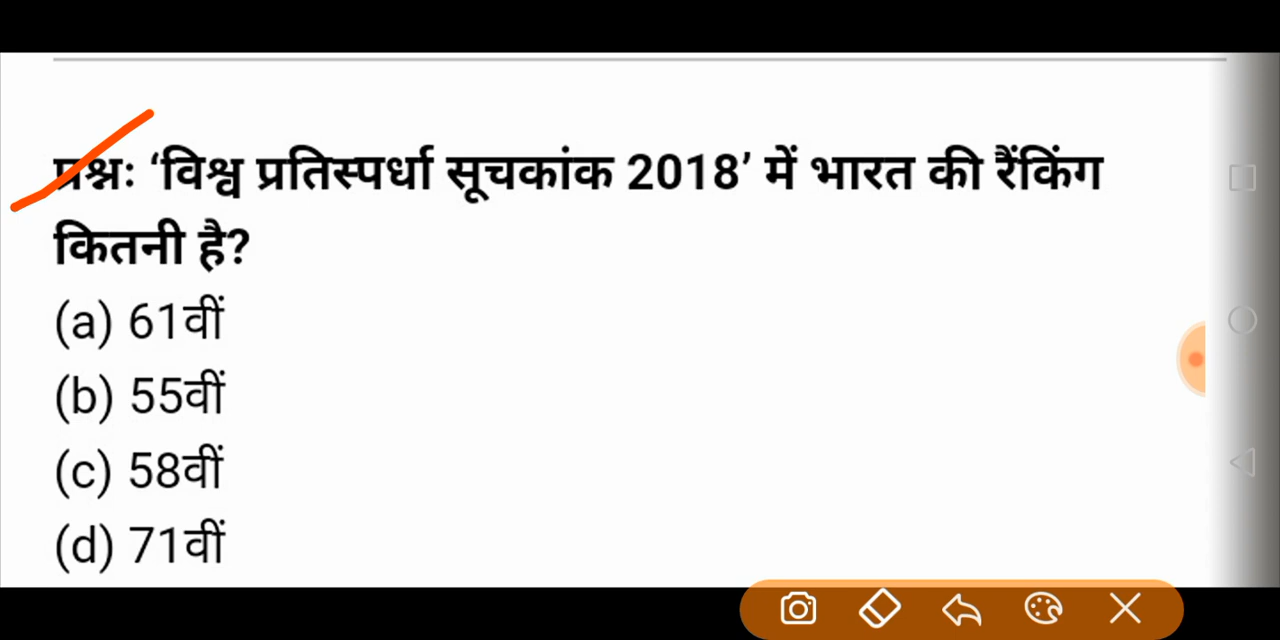 प्रश्नः ‘विश्व प्रतिस्पर्धा सूचकांक 2018’ में भारत की रैंकिंग
कितनी है?
(a) 61वीं
(b) 55वीं
(c) 58वीं
(d) 71वीं